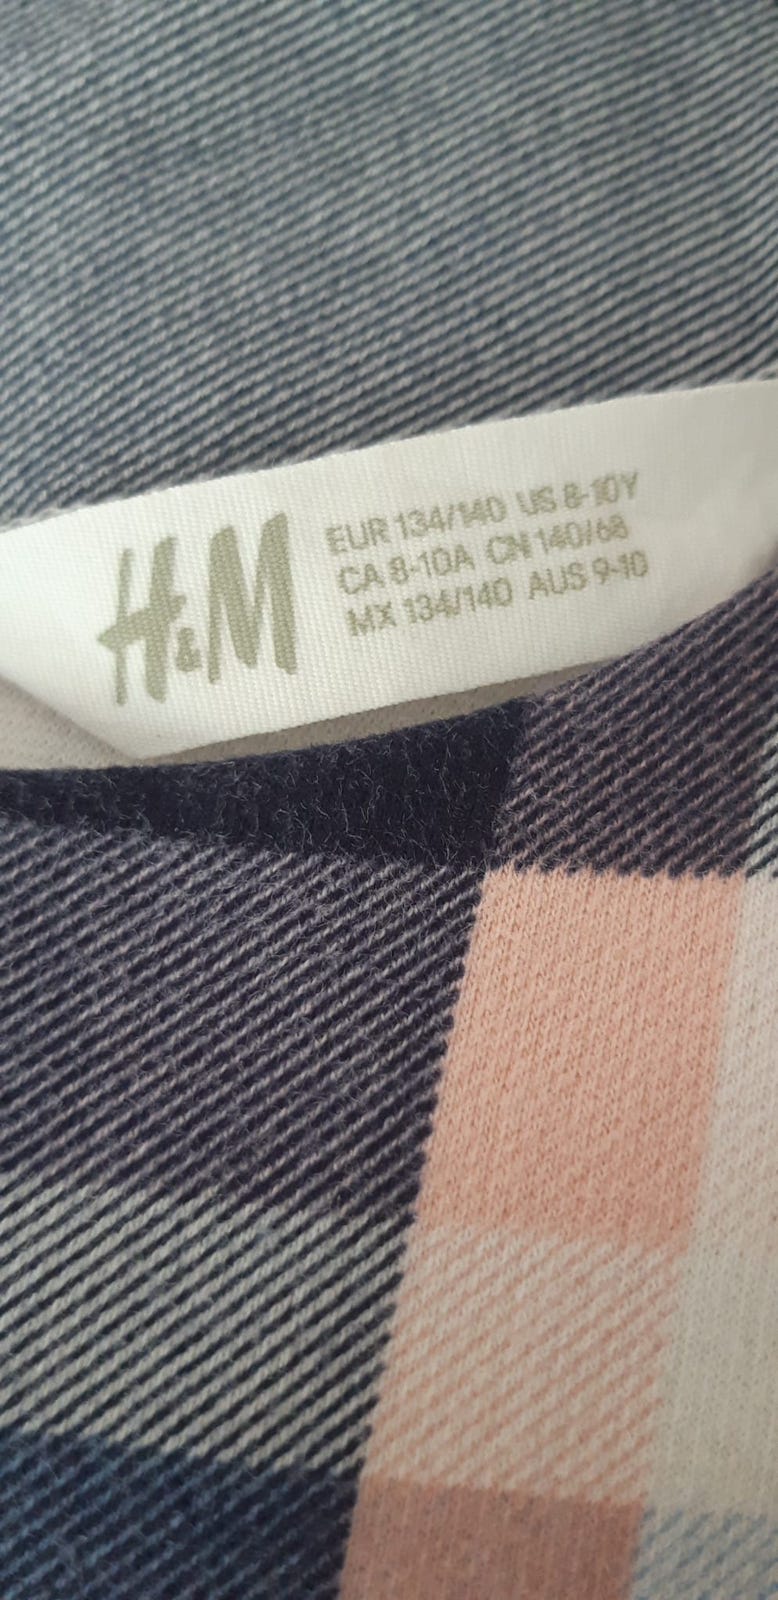 H&M
EUR 134/140 US 8-10Y
CA 8-10A CN 140/68
MX 134/140 AUS 9-10